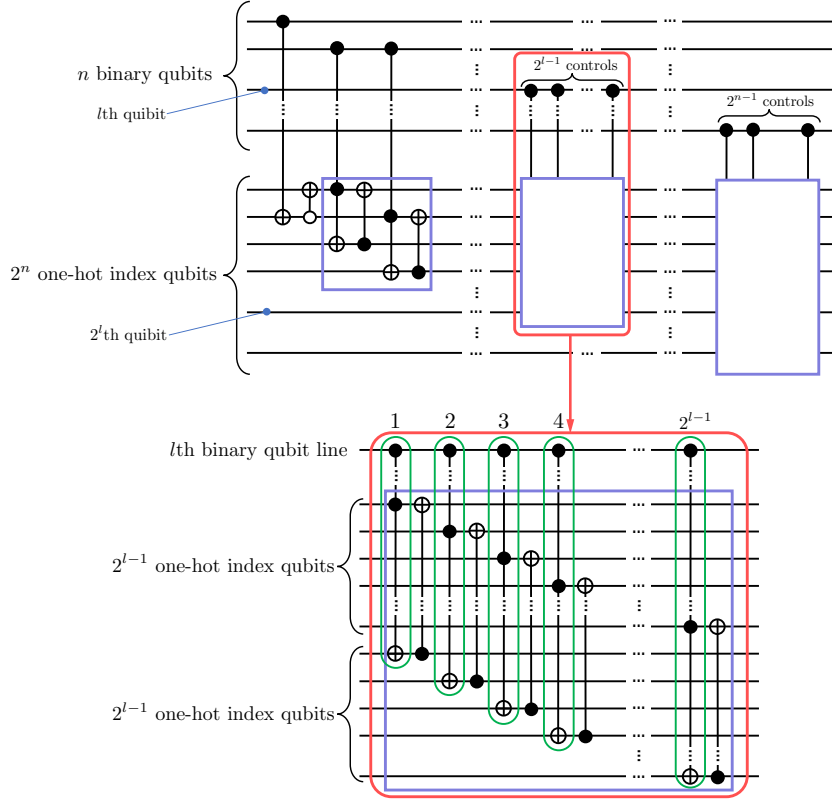 n binary qubits
lth quibit
2^{l−1} controls
2^{n−1} controls
2^n one-hot index qubits
2^lth quibit
1 2 3 4 2^{l−1}
lth binary qubit line
2^{l−1} one-hot index qubits
2^{l−1} one-hot index qubits